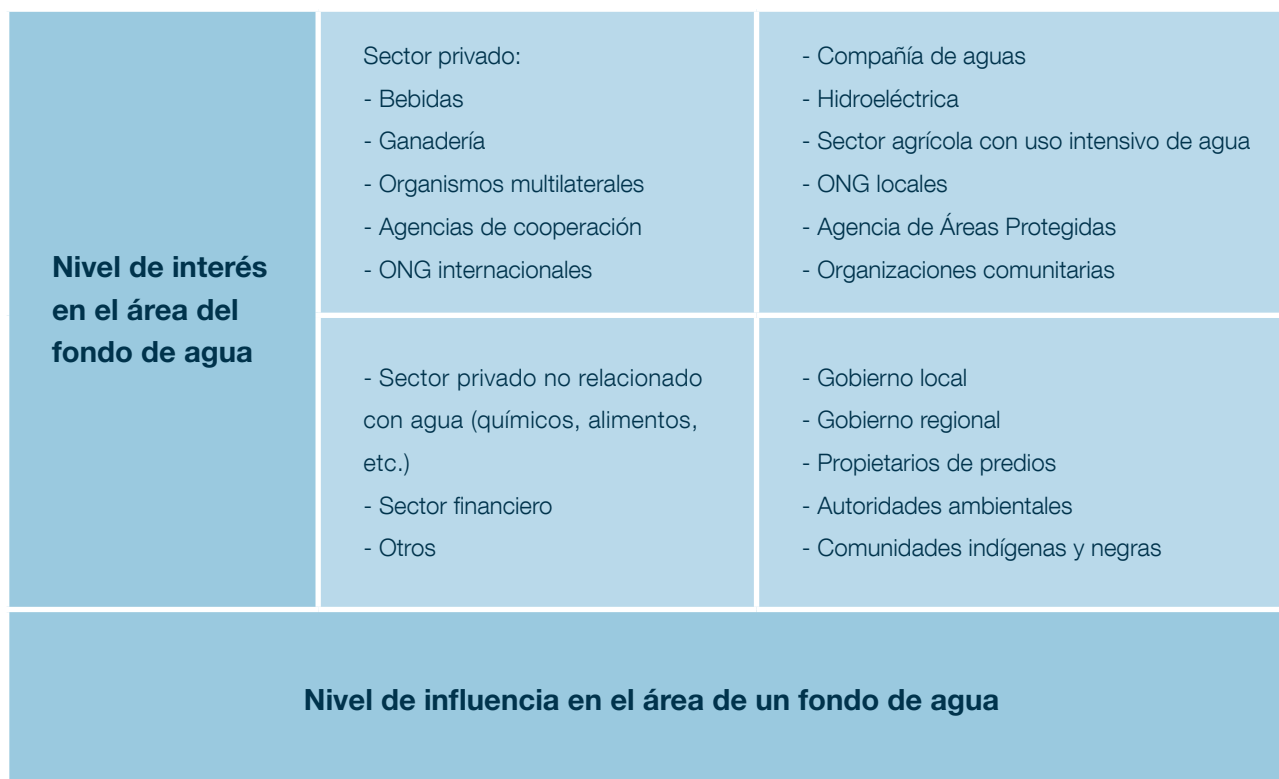 Nivel de interés
en el área del
fondo de agua
Sector privado:
- Bebidas
- Ganadería
- Organismos multilaterales
- Agencias de cooperación
- ONG internacionales
- Compañía de aguas
- Hidroeléctrica
- Sector agrícola con uso intensivo de agua
- ONG locales
- Agencia de Áreas Protegidas
- Organizaciones comunitarias
- Sector privado no relacionado
con agua (químicos, alimentos,
etc.)
- Sector financiero
- Otros
- Gobierno local
- Gobierno regional
- Propietarios de predios
- Autoridades ambientales
- Comunidades indígenas y negras
Nivel de influencia en el área de un fondo de agua